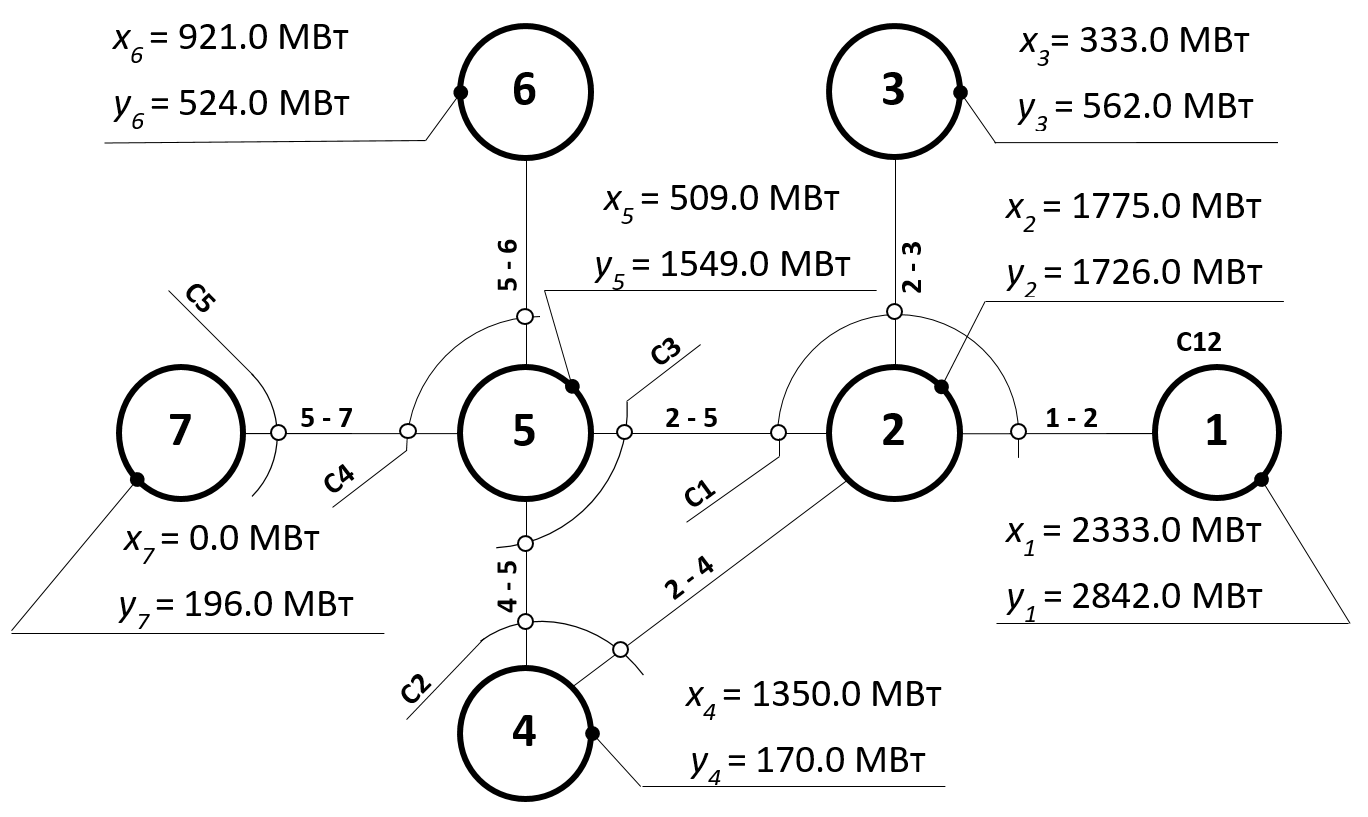 x6 = 921.0 МВт
y6 = 524.0 МВт
6
3
x3= 333.0 МВт
y3 = 562.0 МВт
x5 = 509.0 МВт
y5 = 1549.0 МВт
x2 = 1775.0 МВт
y2 = 1726.0 МВт
5 - 6
2 - 3
C5
C3
C12
7
5 - 7
5
2 - 5
2
1 - 2
1
C4
C1
x7 = 0.0 МВт
y7 = 196.0 МВт
x1 = 2333.0 МВт
y1 = 2842.0 МВт
4 - 5
2 - 4
C2
4
x4 = 1350.0 МВт
y4 = 170.0 МВт